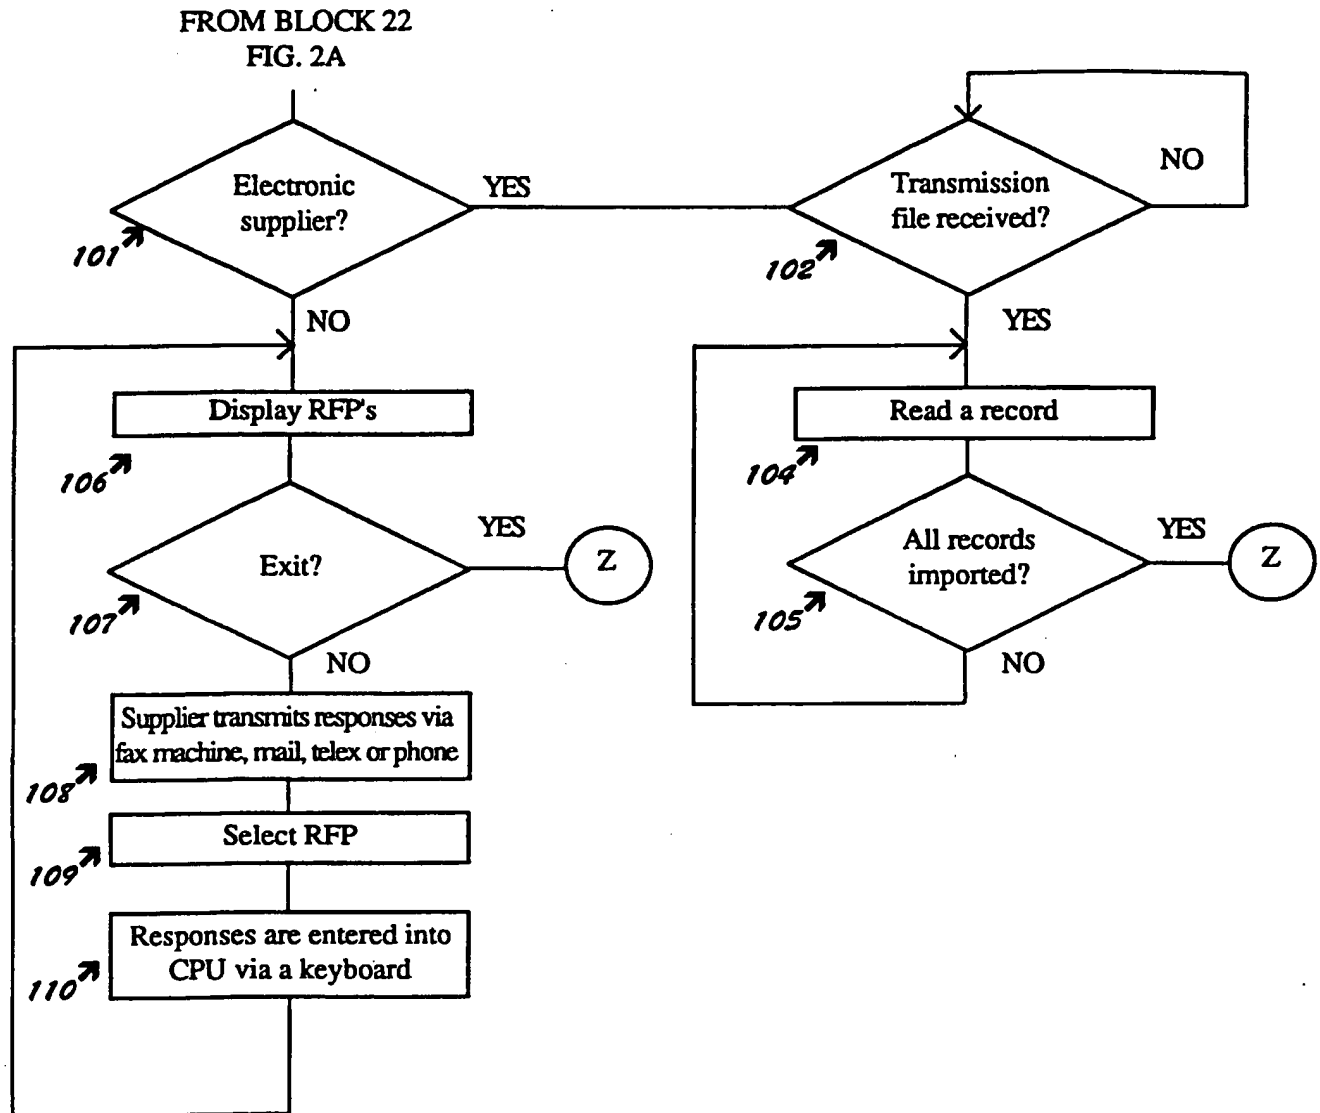 FROM BLOCK 22
FIG. 2A
Electronic
supplier?
101
YES
NO
Transmission
file received?
102
NO
YES
Display RFP's
106
Read a record
104
Exit?
107
YES
Z
NO
All records
imported?
105
YES
Z
NO
Supplier transmits responses via
fax machine, mail, telex or phone
108
Select RFP
109
Responses are entered into
CPU via a keyboard
110